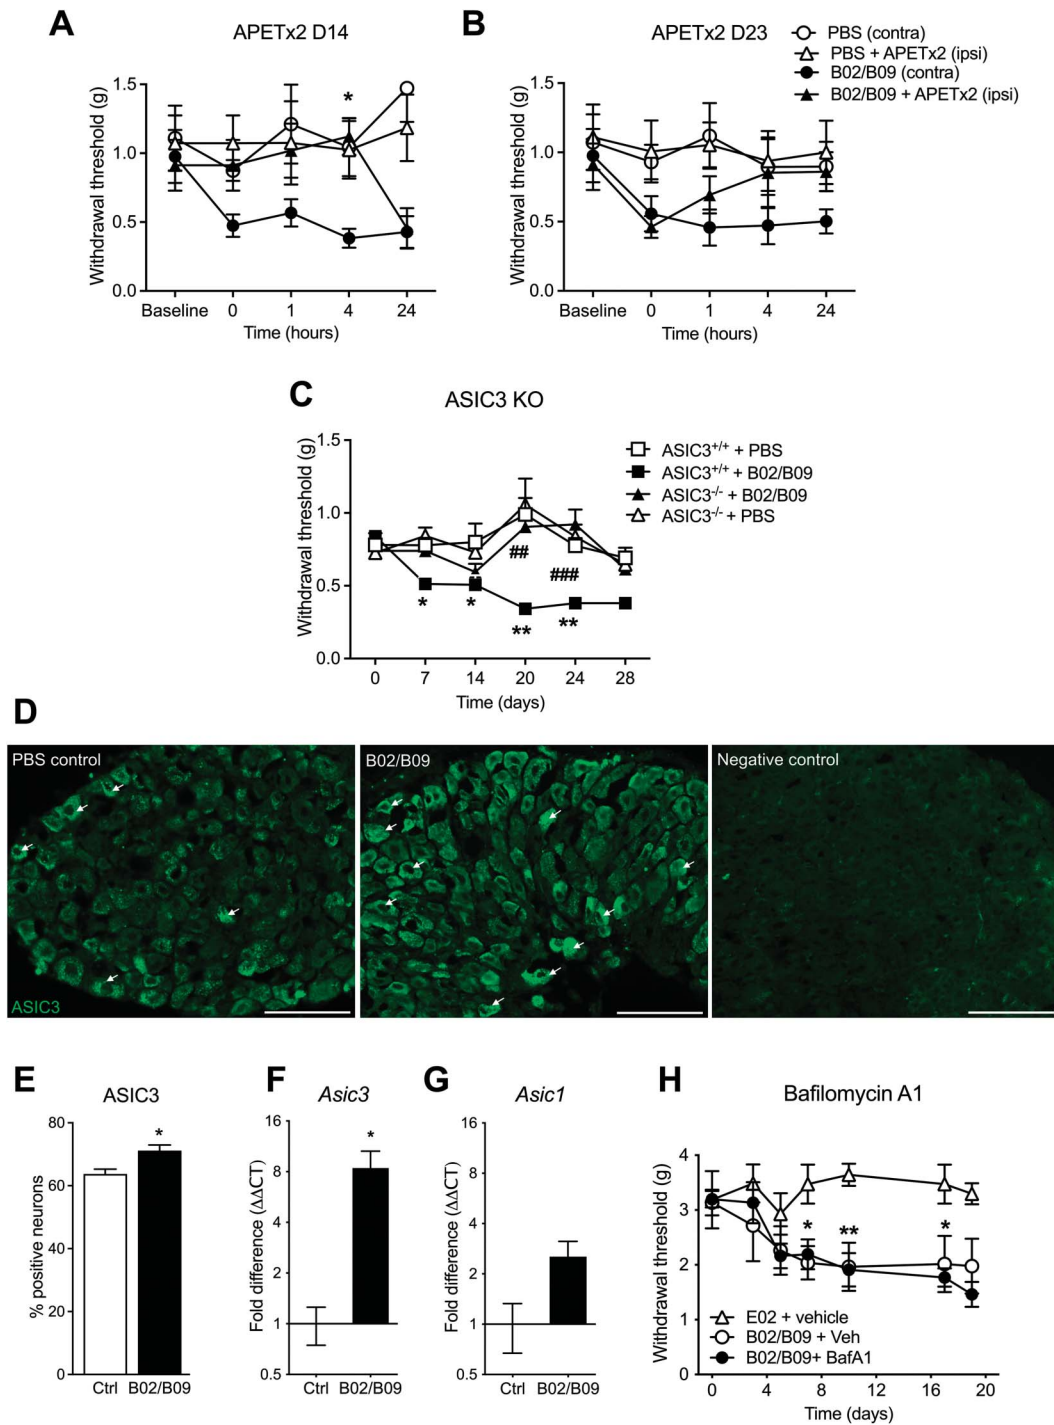 A
APETx2 D14
Withdrawal threshold (g)
1.5
1.0
0.5
0.0
*
Baseline
0
1
4
24
Time (hours)
B
APETx2 D23
Withdrawal threshold (g)
1.5
1.0
0.5
0.0
Baseline
0
1
4
24
Time (hours)
PBS (contra)
PBS + APETx2 (ipsi)
B02/B09 (contra)
B02/B09 + APETx2 (ipsi)
C
ASIC3 KO
Withdrawal threshold (g)
1.5
1.0
0.5
0.0
*
*
##
**
###
**
0
7
14
20
24
28
Time (days)
ASIC3+/+ + PBS
ASIC3+/+ + B02/B09
ASIC3-/- + B02/B09
ASIC3-/- + PBS
D
PBS control
ASIC3
B02/B09
Negative control
E
ASIC3
% positive neurons
80
60
40
20
0
*
Ctrl
B02/B09
F
Asic3
Fold difference (ΔΔCT)
16
8
4
2
1
0.5
*
Ctrl
B02/B09
G
Asic1
Fold difference (ΔΔCT)
16
8
4
2
1
0.5
Ctrl
B02/B09
H
Bafilomycin A1
Withdrawal threshold (g)
4
3
2
1
0
*
**
*
E02 + vehicle
B02/B09 + Veh
B02/B09+ BafA1
0
4
8
12
16
20
Time (days)